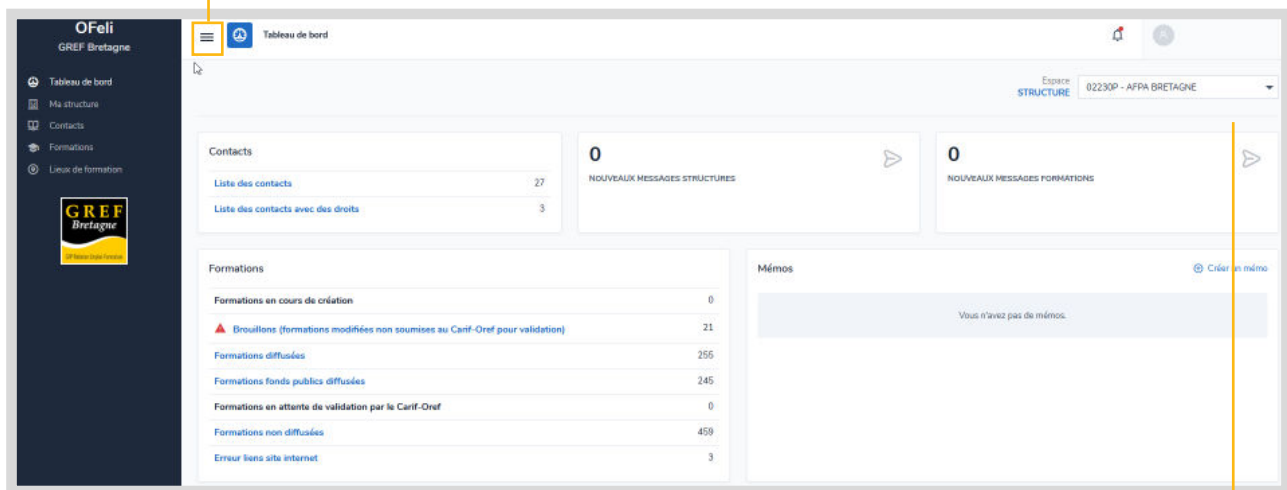 OFeli
GREF Bretagne
Tableau de bord
Ma structure
Contacts
Formations
Lieux de formation
GREF
Bretagne
Tableau de bord
Espace
STRUCTURE
02230P - AFPA BRETAGNE
Contacts
Liste des contacts 27
Liste des contacts avec des droits 3
0
NOUVEAUX MESSAGES STRUCTURES
0
NOUVEAUX MESSAGES FORMATIONS
Formations
Formations en cours de création 0
Brouillons (formations modifiées non soumises au Carif-Oref pour validation) 21
Formations diffusées 255
Formations fonds publics diffusées 245
Formations en attente de validation par le Carif-Oref 0
Formations non diffusées 459
Erreur liens site internet 3
Mémos
Créer un mémo
Vous n'avez pas de mémos.